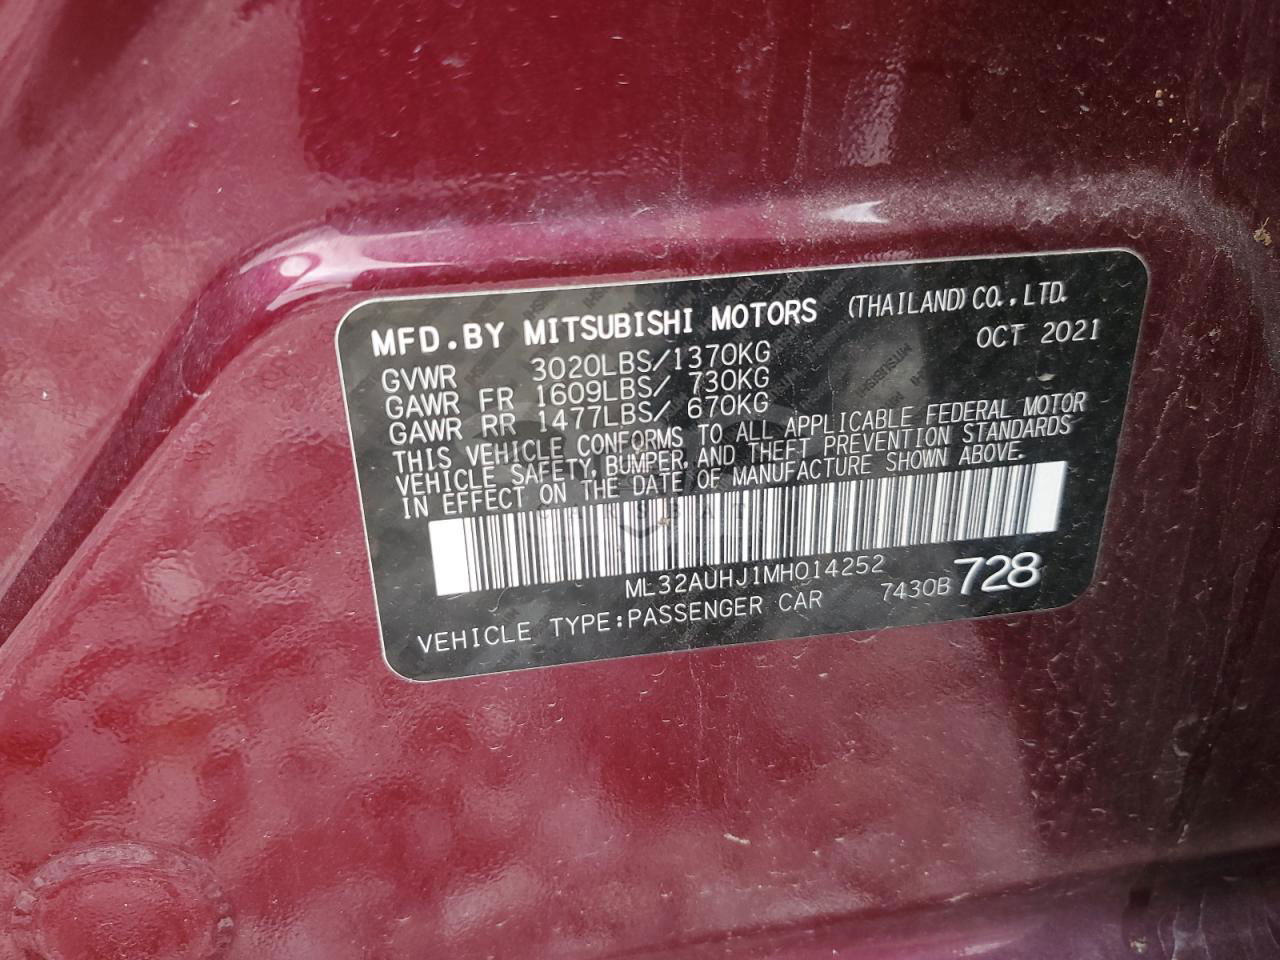 MFD.BY MITSUBISHI MOTORS (THAILAND) CO.,LTD.
OCT 2021
GVWR 3020LBS/1370KG
GAWR FR 1609LBS/ 730KG
GAWR RR 1477LBS/ 670KG
THIS VEHICLE CONFORMS TO ALL APPLICABLE FEDERAL MOTOR
VEHICLE SAFETY, BUMPER, AND THEFT PREVENTION STANDARDS
IN EFFECT ON THE DATE OF MANUFACTURE SHOWN ABOVE.
ML32AUHJ1MH014252
VEHICLE TYPE:PASSENGER CAR 7430B 728